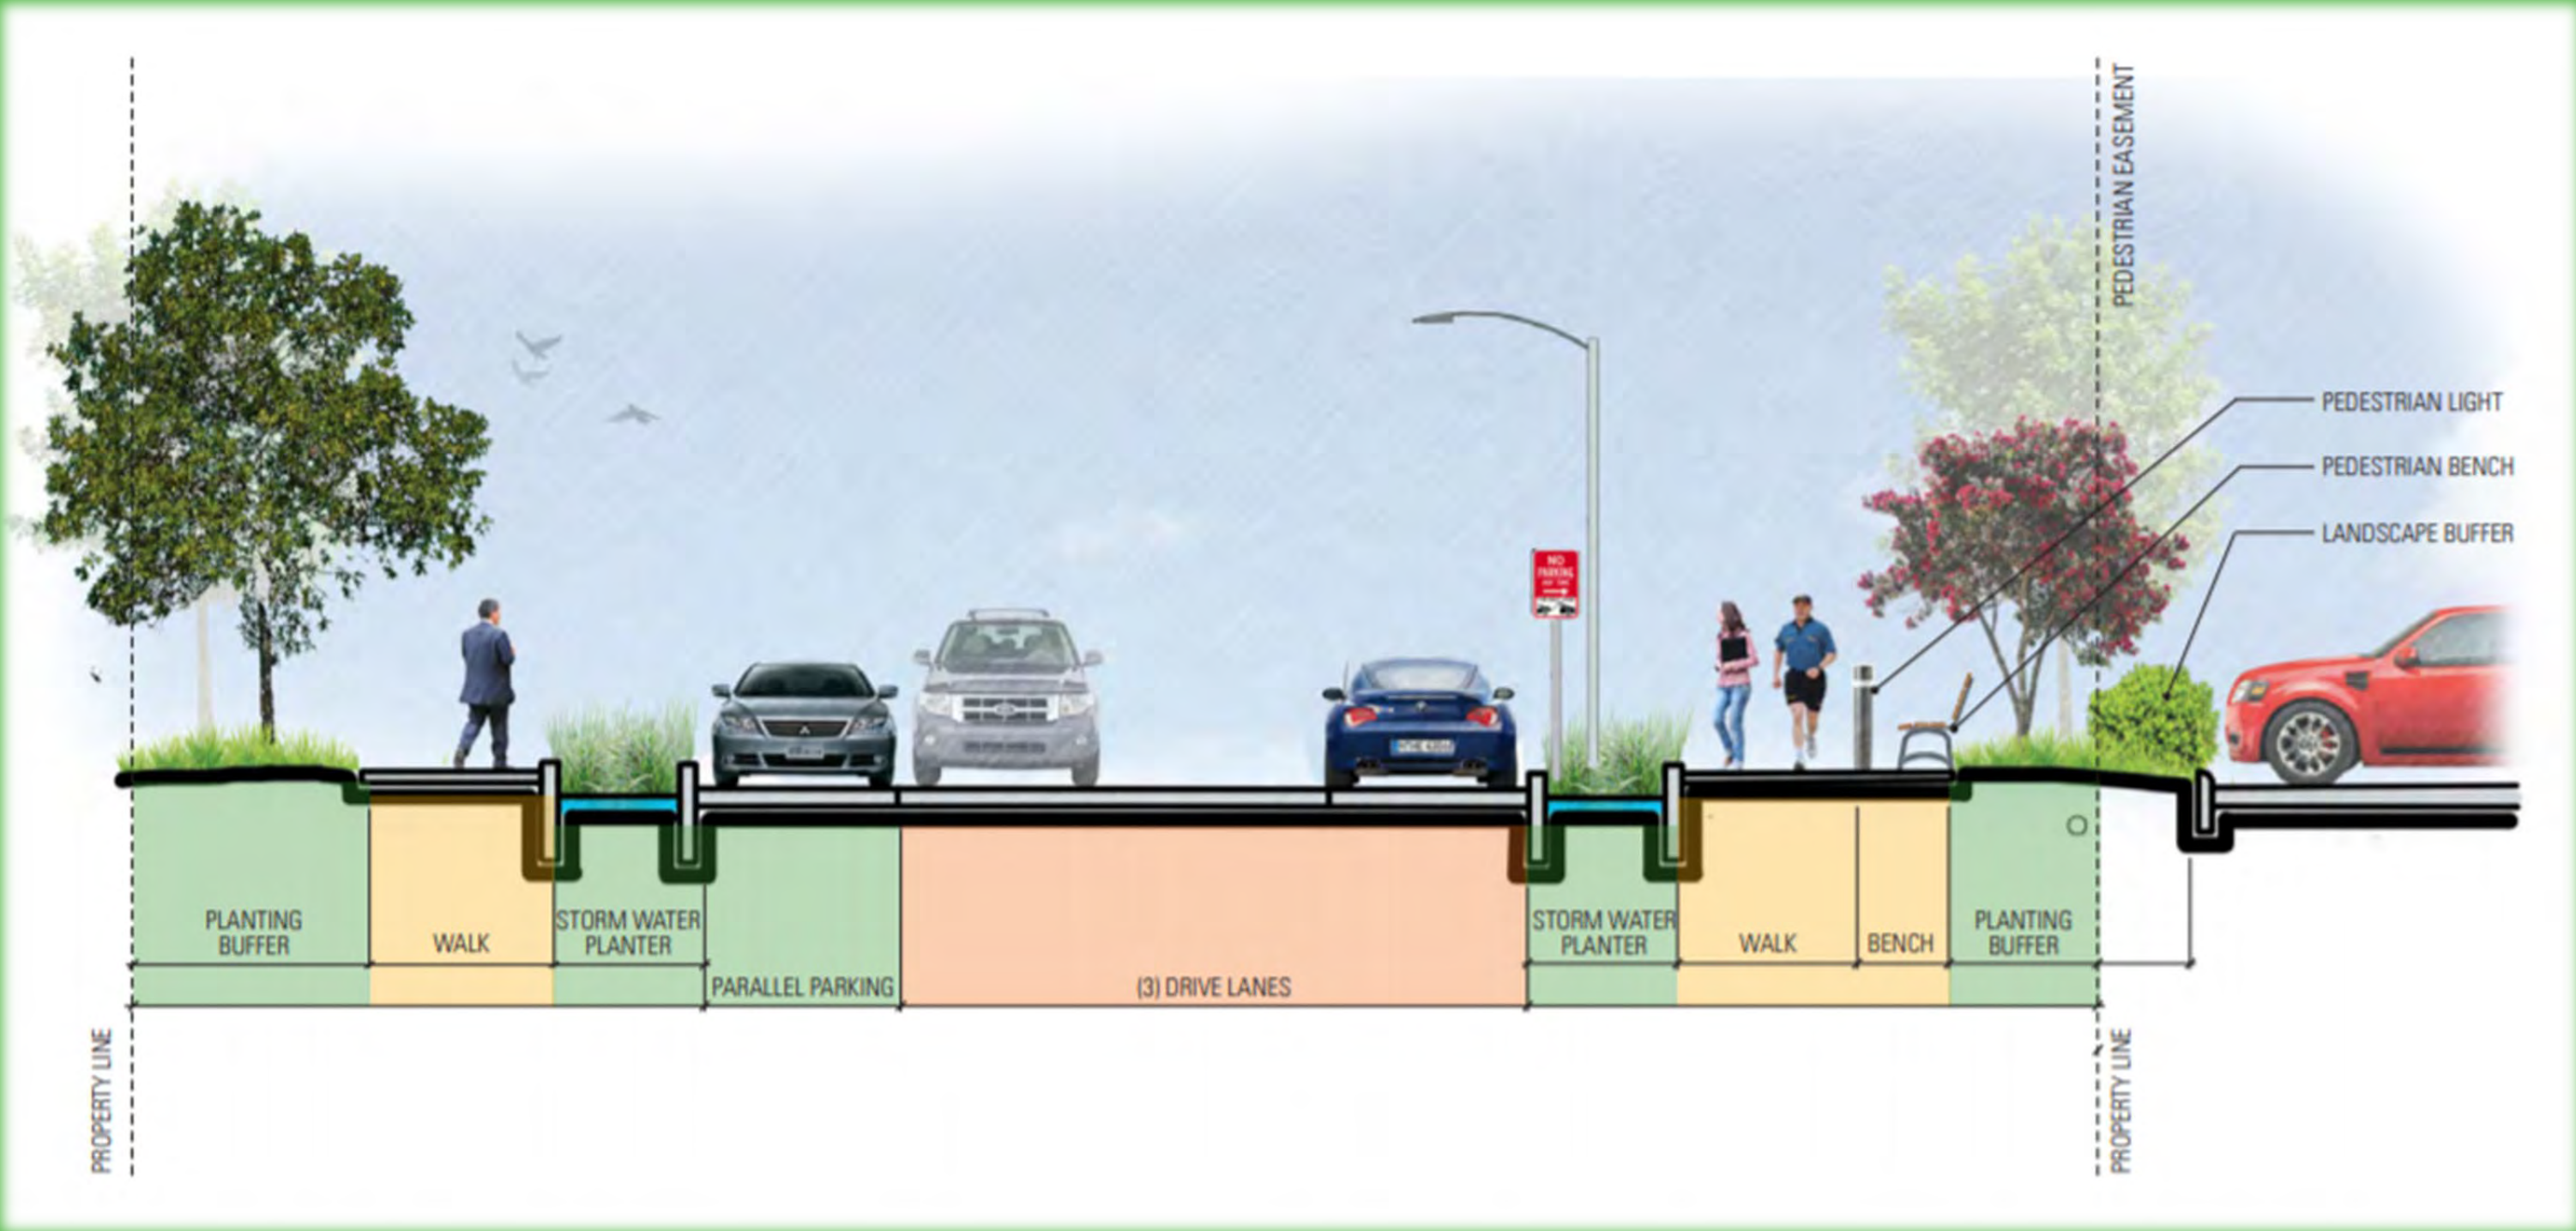 PEDESTRIAN EASEMENT
PEDESTRIAN LIGHT
PEDESTRIAN BENCH
LANDSCAPE BUFFER
NO
PARKING
PLANTING
BUFFER
WALK
STORM WATER
PLANTER
PARALLEL PARKING
(3) DRIVE LANES
STORM WATER
PLANTER
WALK
BENCH
PLANTING
BUFFER
PROPERTY LINE
PROPERTY LINE